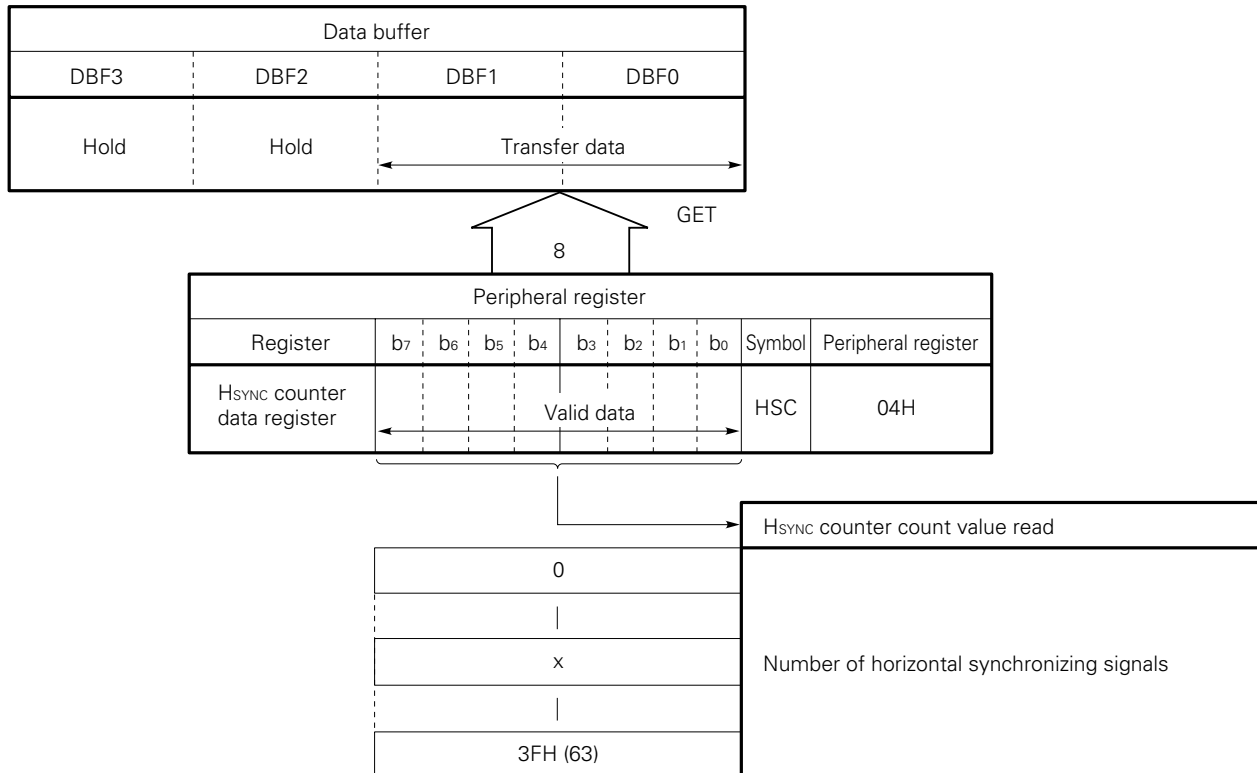 Data buffer
DBF3 DBF2 DBF1 DBF0
Hold Hold Transfer data
GET
8
Peripheral register
Register b7 b6 b5 b4 b3 b2 b1 b0 Symbol Peripheral register
HSYNC counter
data register
Valid data
HSC
04H
HSYNC counter count value read
0
x
Number of horizontal synchronizing signals
3FH (63)